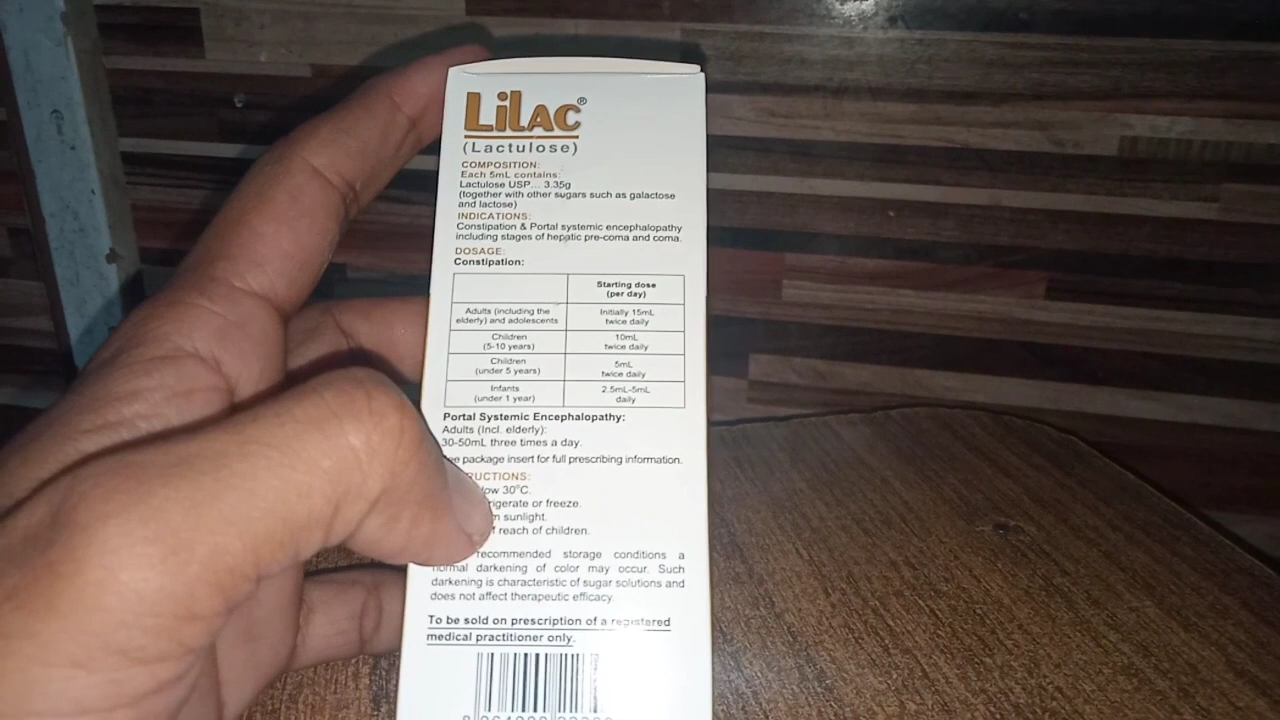 LILAC®
(Lactulose)
COMPOSITION:
Each 5mL contains:
Lactulose USP... 3.35g
(together with other sugars such as galactose
and lactose)
INDICATIONS:
Constipation & Portal systemic encephalopathy
including stages of hepatic pre-coma and coma.
DOSAGE:
Constipation:
Starting dose
(per day)
Adults (including the
elderly) and adolescents
Initially 15mL
twice daily
Children
(5-10 years)
10mL
twice daily
Children
(under 5 years)
5mL
twice daily
Infants
(under 1 year)
2.5mL-5mL
daily
Portal Systemic Encephalopathy:
Adults (Incl. elderly):
30-50mL three times a day.
package insert for full prescribing information.
30°C.
or freeze.
sunlight.
reach of children.
recommended storage conditions a
normal darkening of color may occur. Such
darkening is characteristic of sugar solutions and
does not affect therapeutic efficacy.
To be sold on prescription of a registered
medical practitioner only.